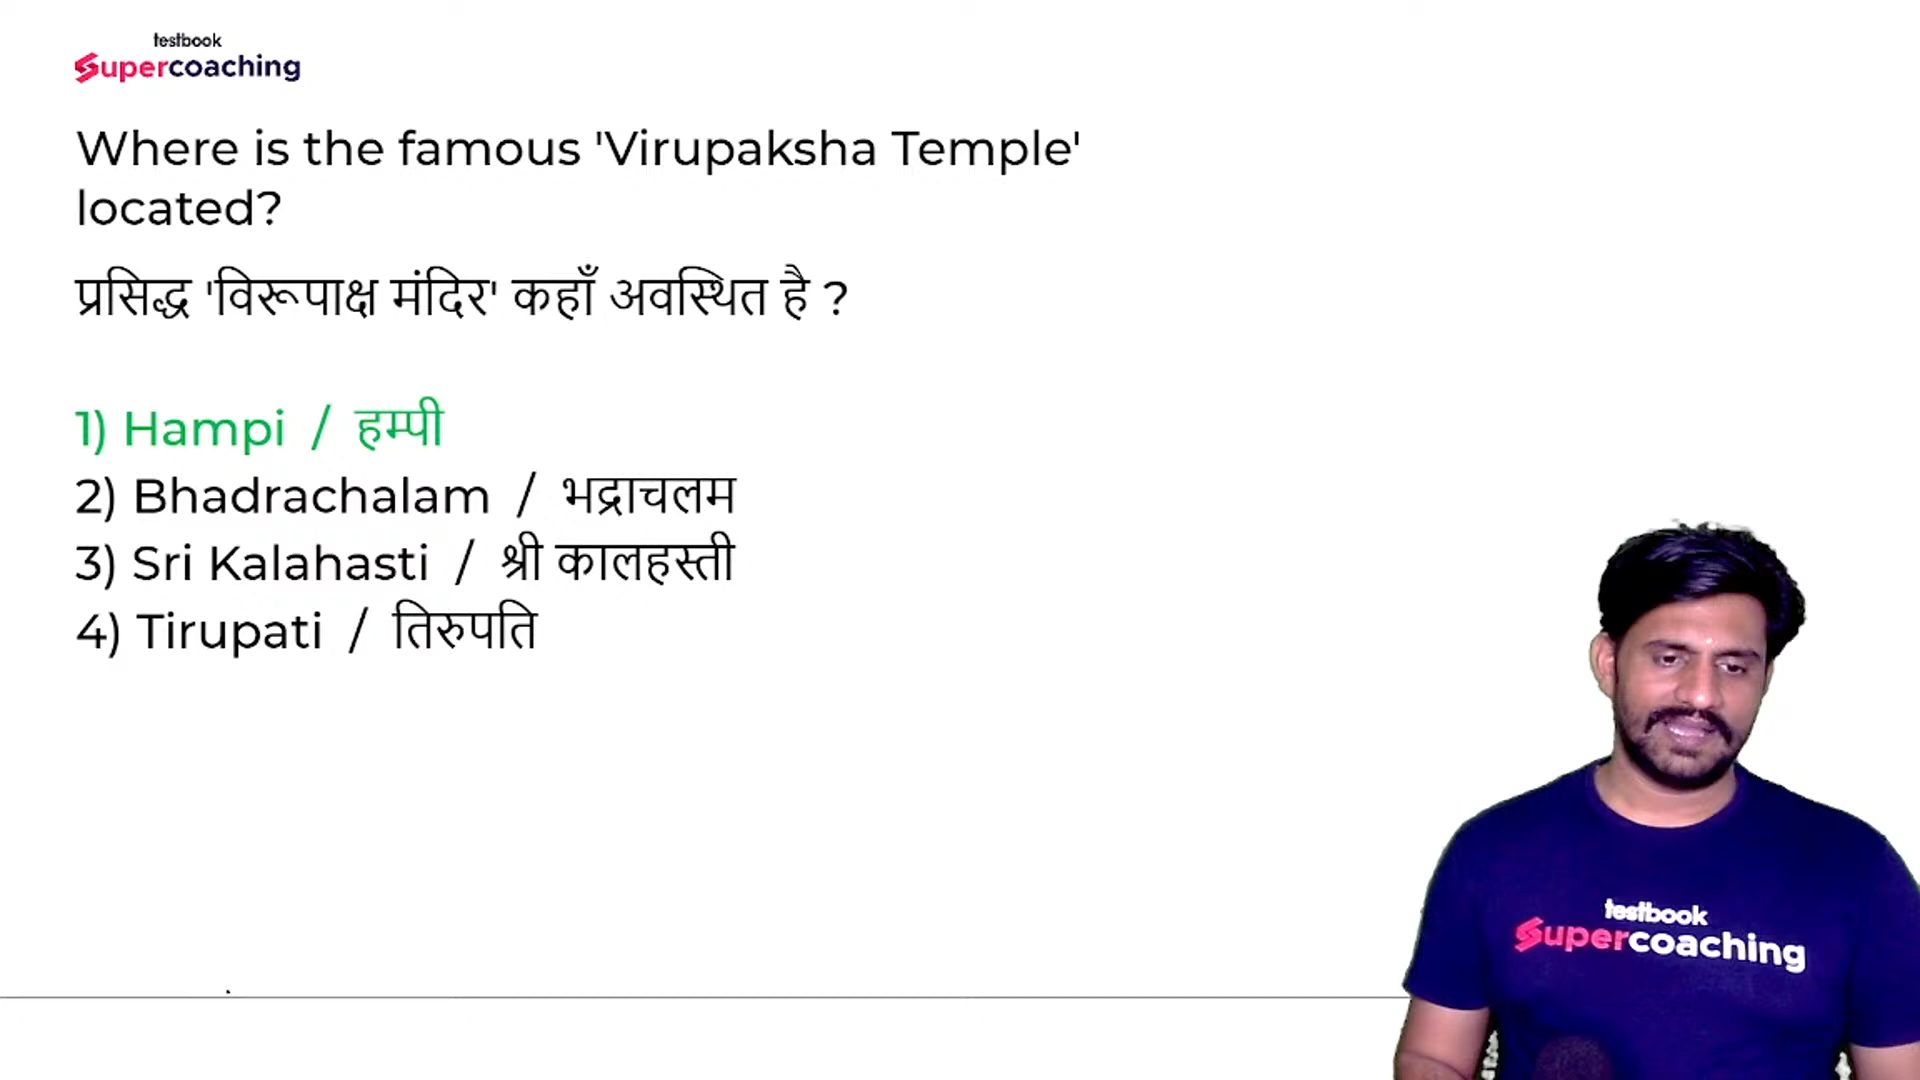 testbook
Supercoaching
Where is the famous 'Virupaksha Temple'
located?
प्रसिद्ध 'विरूपाक्ष मंदिर' कहाँ अवस्थित है ?
1) Hampi / हम्पी
2) Bhadrachalam / भद्राचलम
3) Sri Kalahasti / श्री कालहस्ती
4) Tirupati / तिरुपति
testbook
Supercoaching